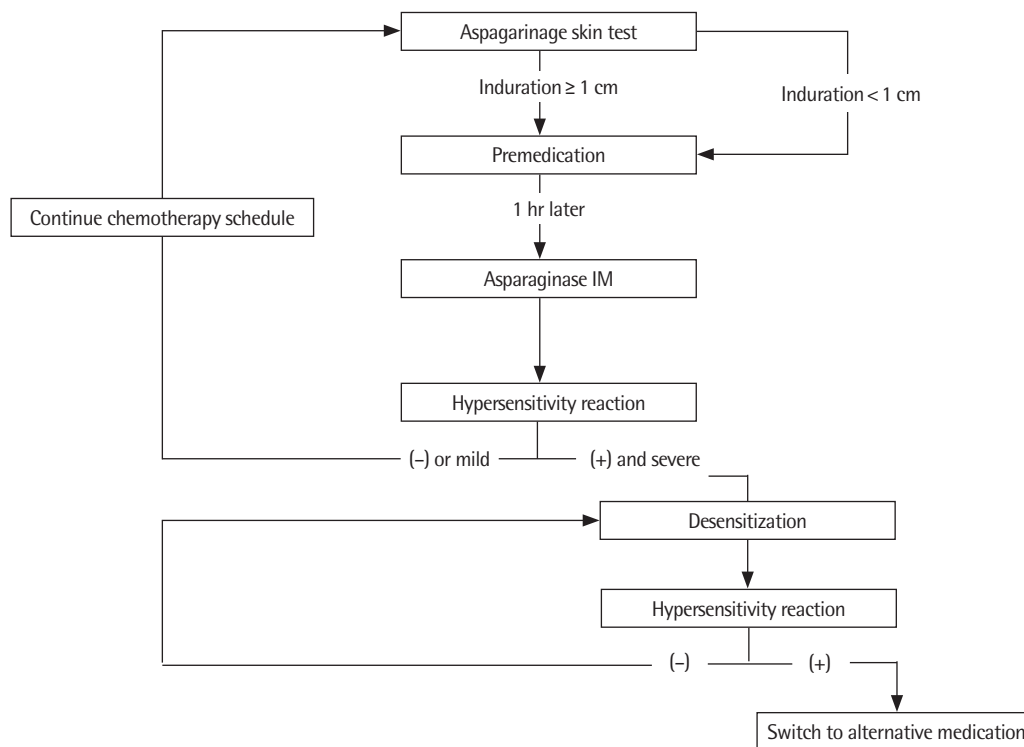 Aspagarinage skin test
Induration ≥ 1 cm
Induration < 1 cm
Premedication
Continue chemotherapy schedule
1 hr later
Asparaginase IM
Hypersensitivity reaction
(–) or mild
(+) and severe
Desensitization
Hypersensitivity reaction
(–)
(+)
Switch to alternative medication